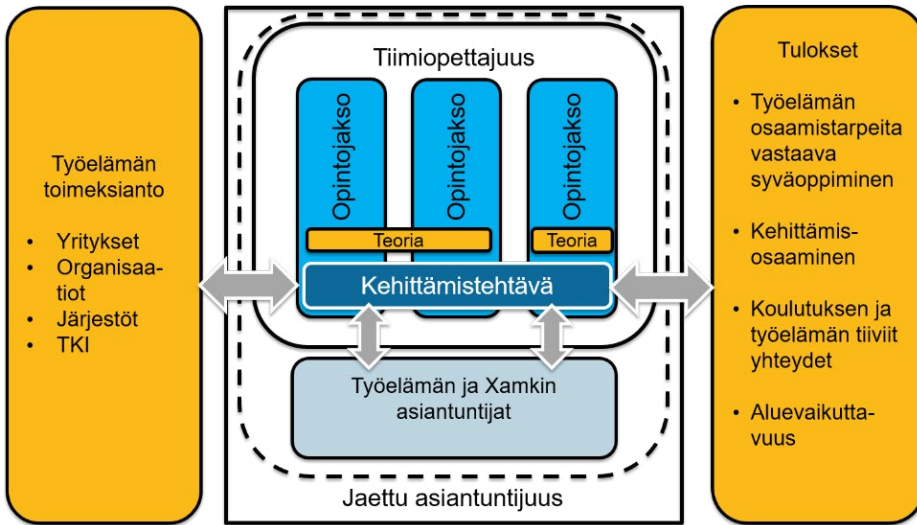 Työelämän
toimeksianto
• Yritykset
• Organisaa-
tiot
• Järjestöt
• TKI
Tiimiopettajuus
Opintojakso
Opintojakso
Opintojakso
Teoria
Teoria
Kehittämistehtävä
Työelämän ja Xamkin
asiantuntijat
Jaettu asiantuntijuus
Tulokset
• Työelämän
osaamistarpeita
vastaava
syväoppiminen
• Kehittämis-
osaaminen
• Koulutuksen ja
työelämän tiiviit
yhteydet
• Aluevaikutta-
vuus